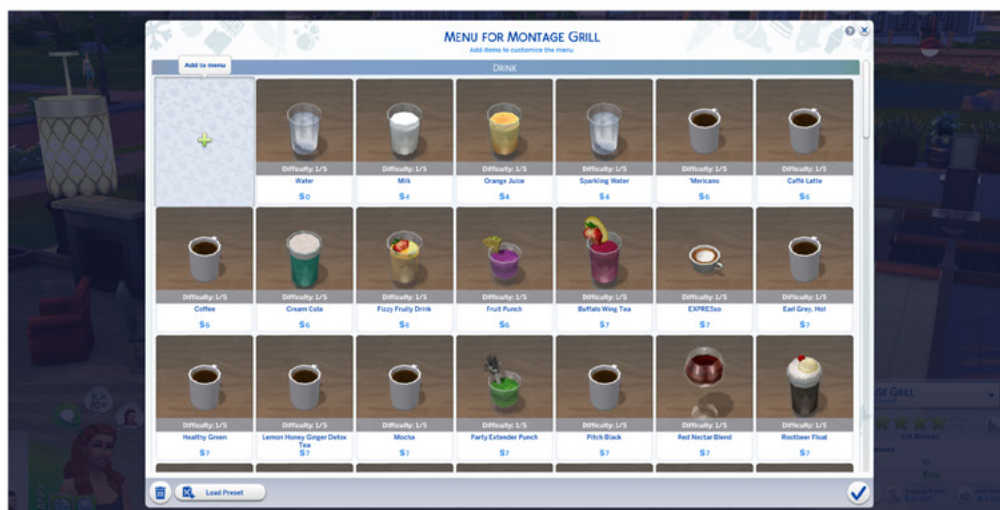 MENU FOR MONTAGE GRILL
Add items to customize the menu
Add to menu
DRINK
Difficulty: 1/5
Difficulty: 1/5
Difficulty: 1/5
Difficulty: 1/5
Difficulty: 1/5
Difficulty: 1/5
Water
Milk
Orange Juice
Sparkling Water
'Mericano
Caffè Latte
§0
§4
§4
§4
§6
§6
Difficulty: 1/5
Difficulty: 1/5
Difficulty: 1/5
Difficulty: 1/5
Difficulty: 1/5
Difficulty: 1/5
Difficulty: 1/5
Coffee
Cream Cola
Fizzy Fruity Drink
Fruit Punch
Buffalo Wing Tea
EXPRESso
Earl Grey, Hot
§6
§6
§6
§6
§7
§7
§7
Difficulty: 1/5
Difficulty: 1/5
Difficulty: 1/5
Difficulty: 1/5
Difficulty: 1/5
Difficulty: 1/5
Difficulty: 1/5
Healthy Green
Lemon Honey Ginger Detox
Tea
Mocha
Party Extender Punch
Pitch Black
Red Nectar Blend
Rootbeer Float
§7
§7
§7
§7
§7
§7
§7
Load Preset
GRILL
Reviews